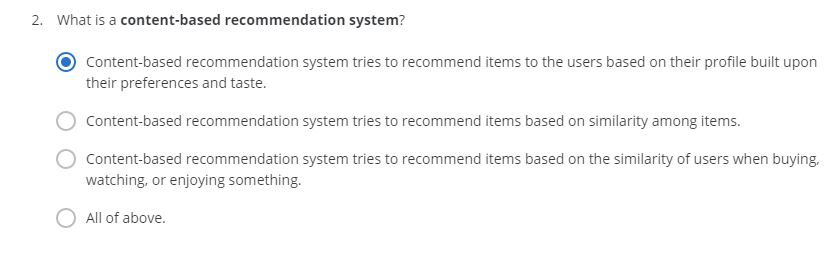 2. What is a content-based recommendation system?
Content-based recommendation system tries to recommend items to the users based on their profile built upon
their preferences and taste.
Content-based recommendation system tries to recommend items based on similarity among items.
Content-based recommendation system tries to recommend items based on the similarity of users when buying,
watching, or enjoying something.
All of above.